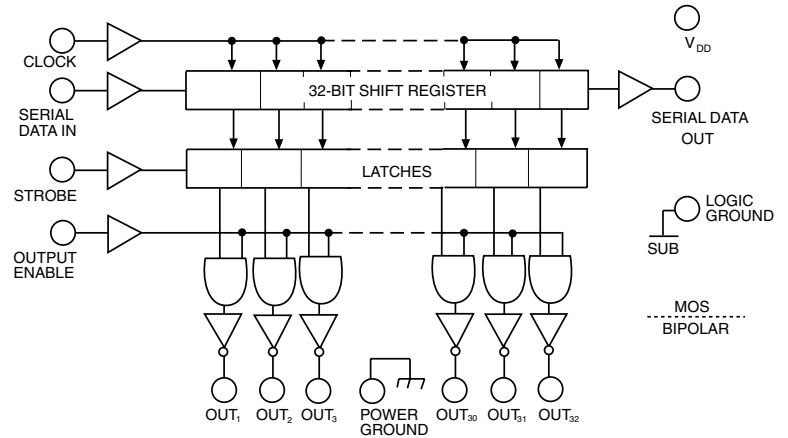 CLOCK
V_DD
32-BIT SHIFT REGISTER
SERIAL
DATA IN
SERIAL DATA
OUT
LATCHES
STROBE
LOGIC
GROUND
SUB
OUTPUT
ENABLE
MOS
BIPOLAR
OUT₁ OUT₂ OUT₃ POWER
GROUND
OUT₃₀ OUT₃₁ OUT₃₂